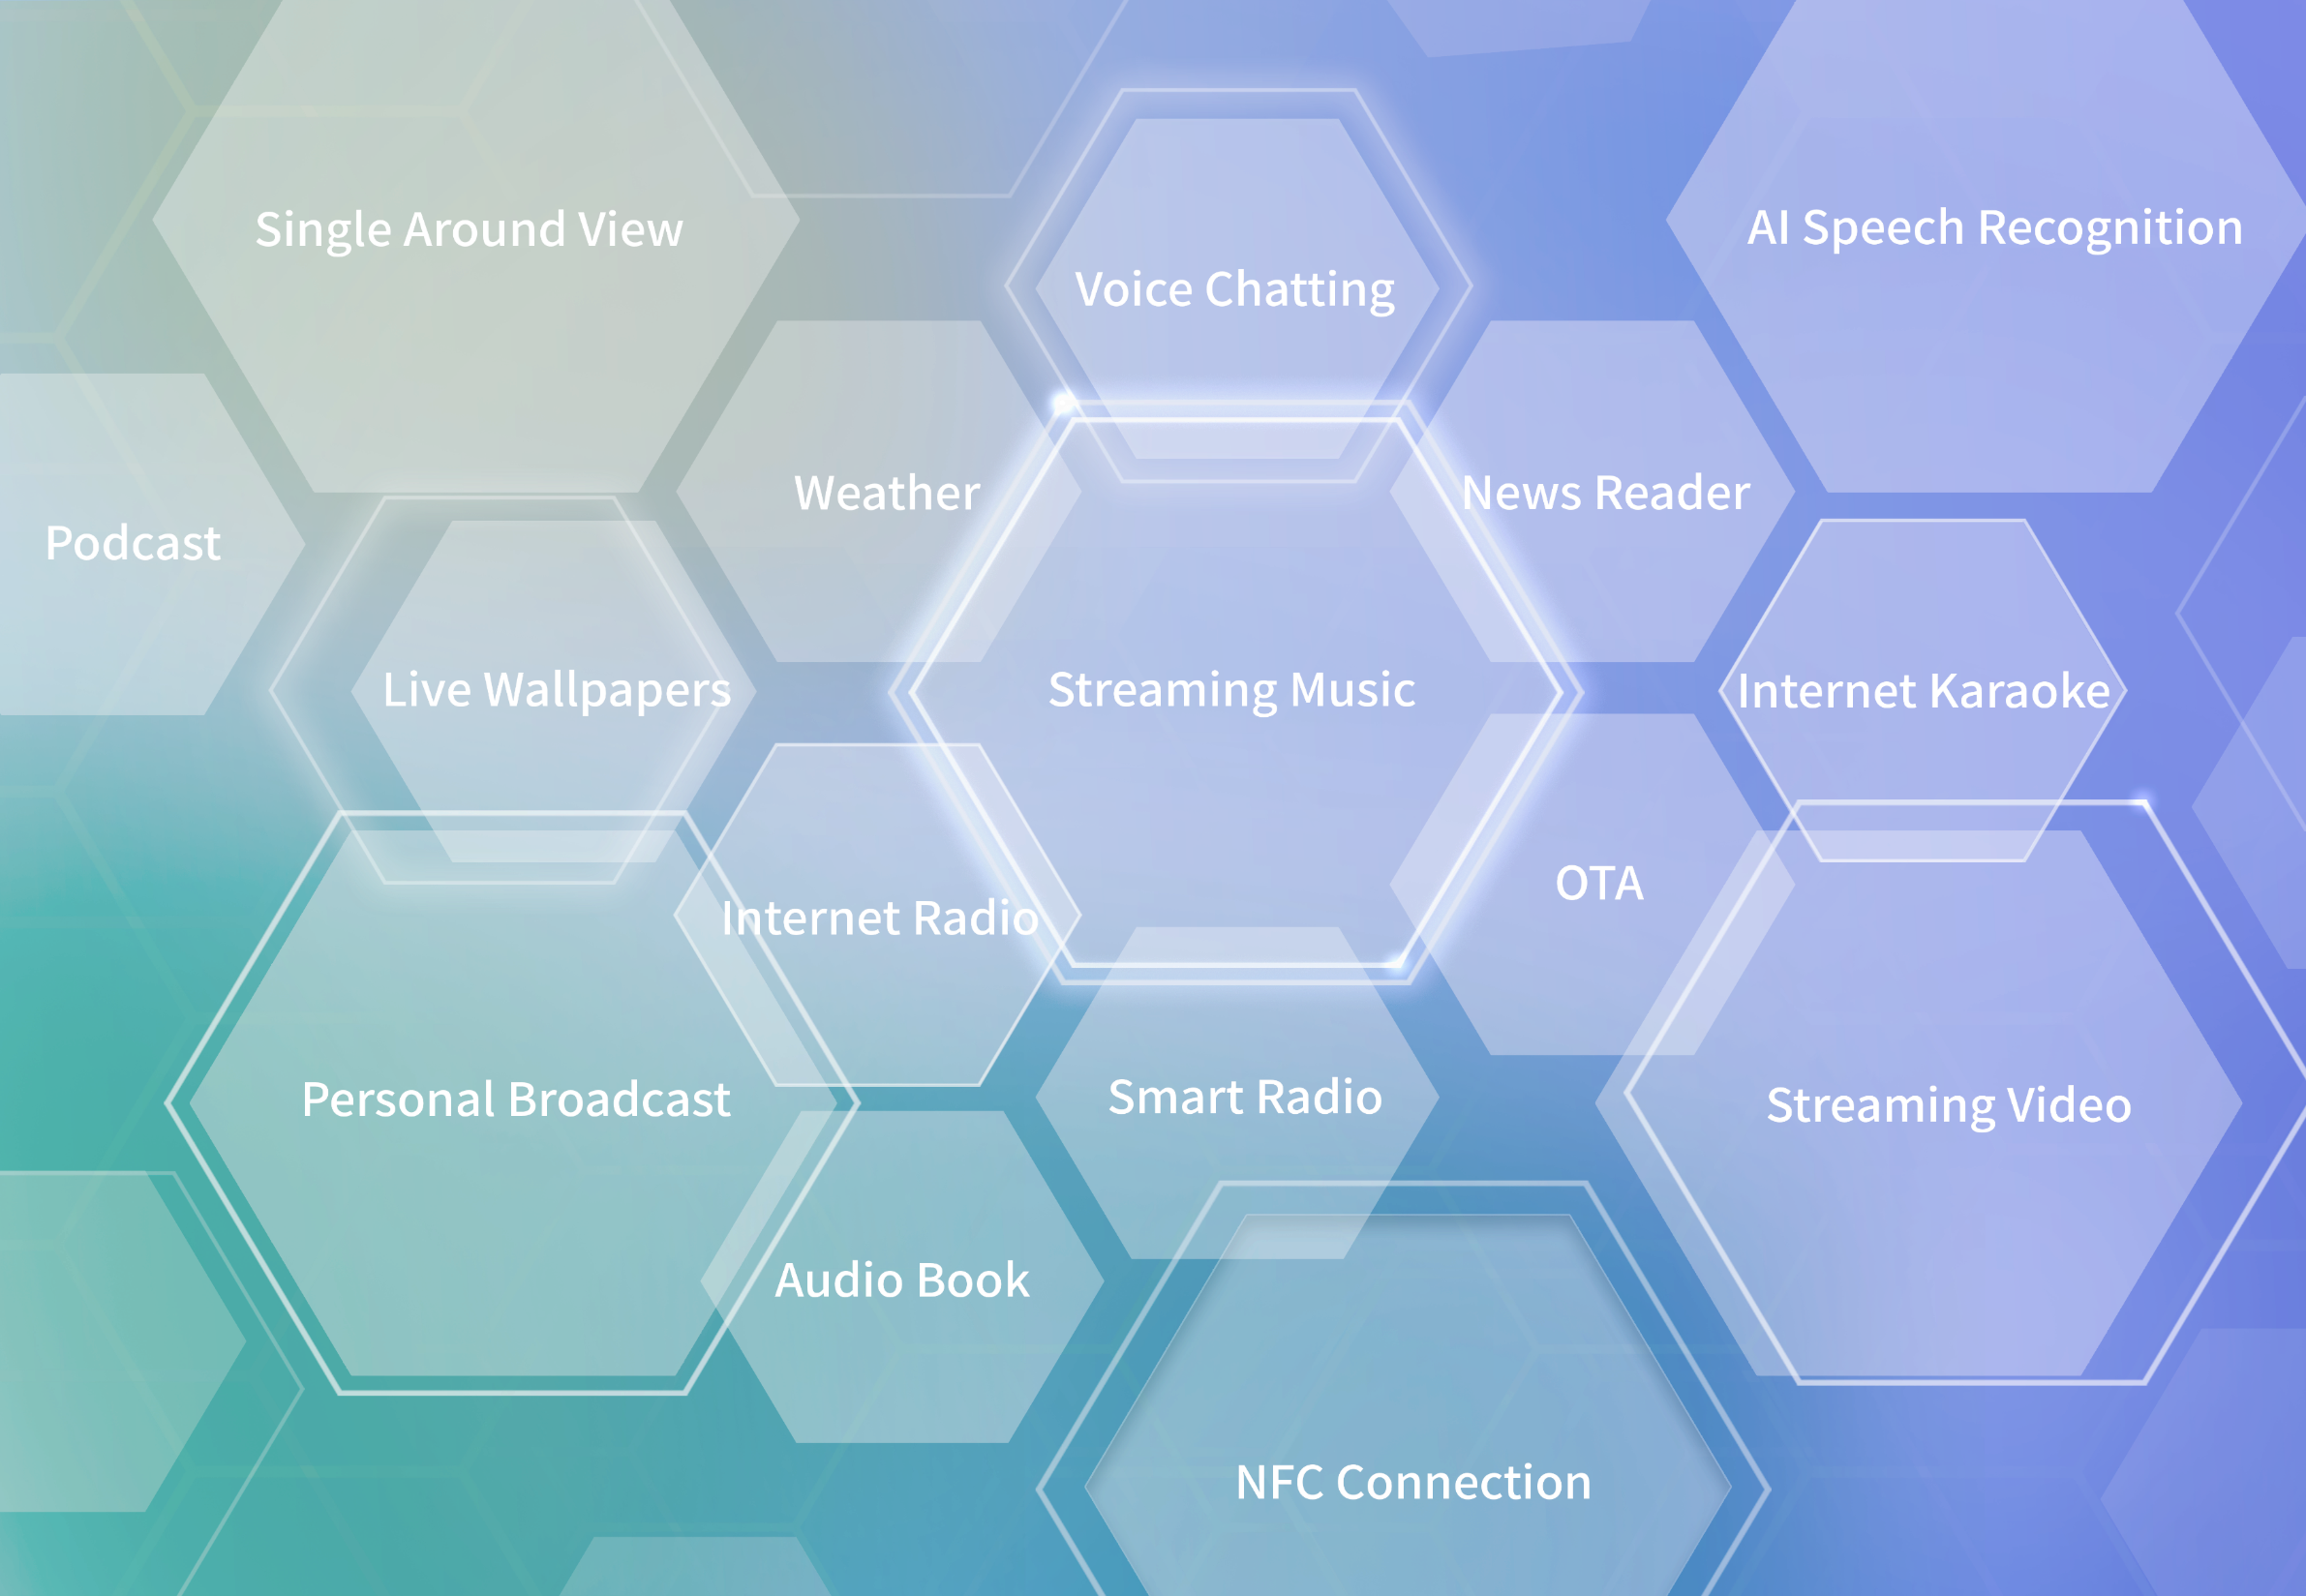 Single Around View
AI Speech Recognition
Voice Chatting
Weather
News Reader
Podcast
Live Wallpapers
Streaming Music
Internet Karaoke
OTA
Internet Radio
Personal Broadcast
Smart Radio
Streaming Video
Audio Book
NFC Connection